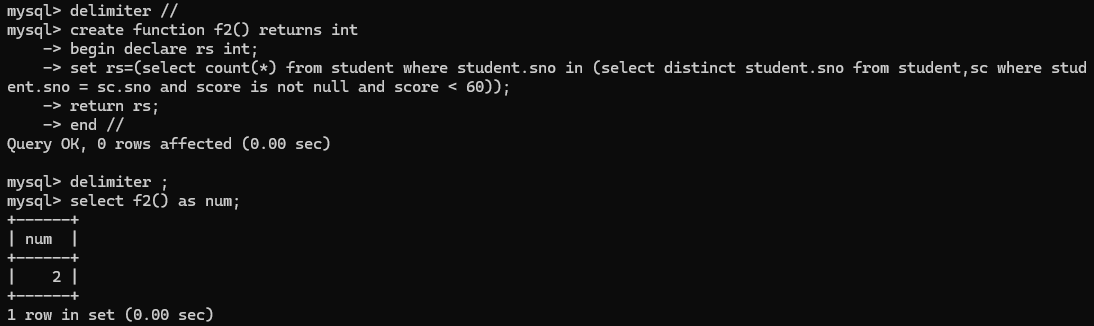 mysql> delimiter //
mysql> create function f2() returns int
    -> begin declare rs int;
    -> set rs=(select count(*) from student where student.sno in (select distinct student.sno from student,sc where stud
ent.sno = sc.sno and score is not null and score < 60));
    -> return rs;
    -> end //
Query OK, 0 rows affected (0.00 sec)

mysql> delimiter ;
mysql> select f2() as num;
+------+
| num  |
+------+
|    2 |
+------+
1 row in set (0.00 sec)